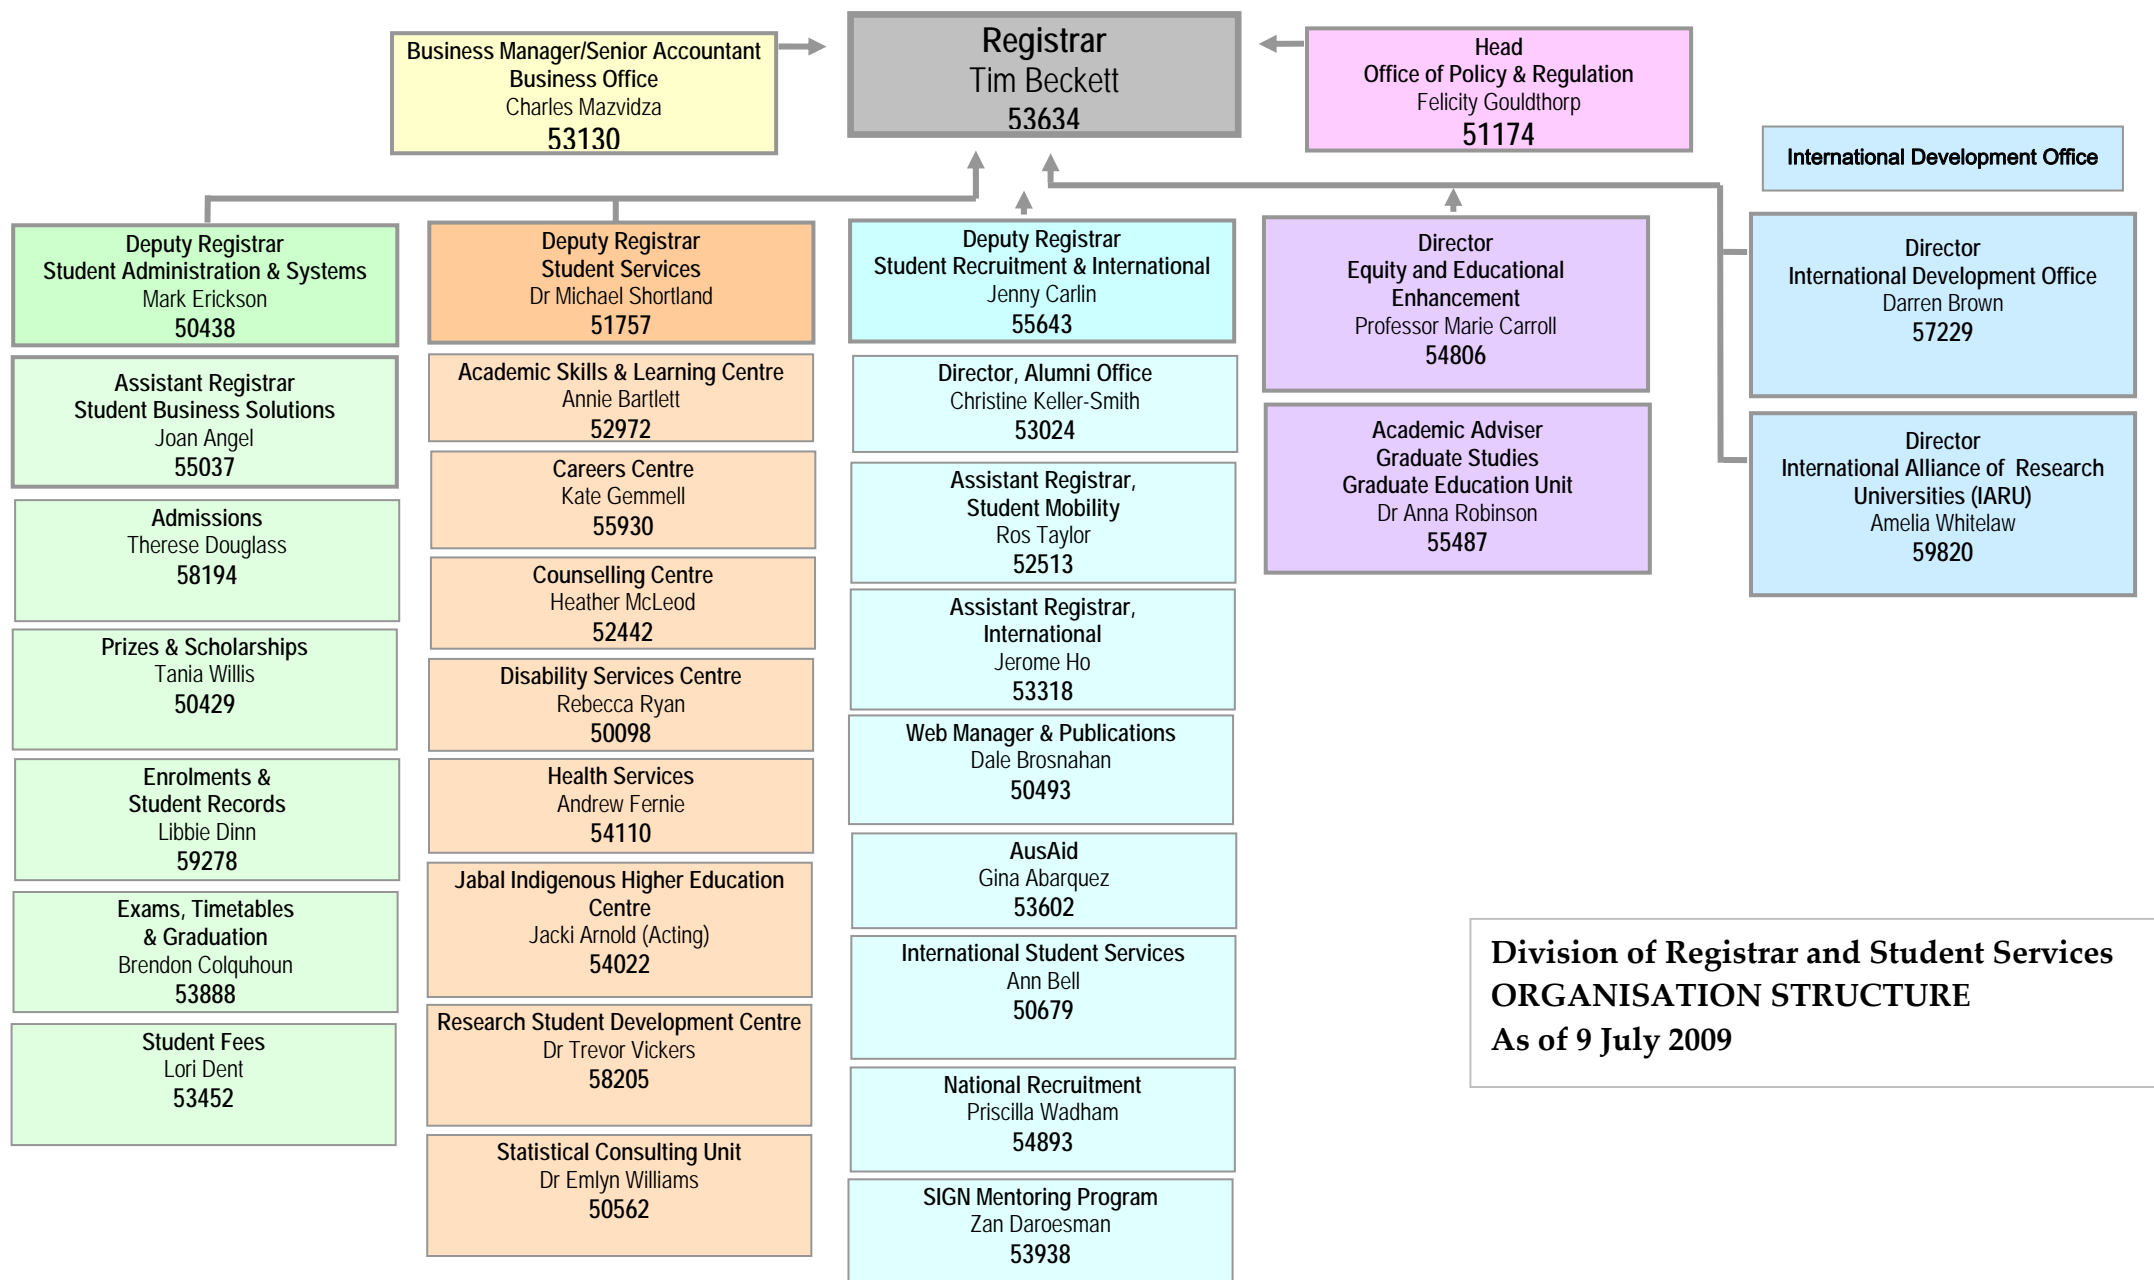 Business Manager/Senior Accountant
Business Office
Charles Mazvidza
53130
Registrar
Tim Beckett
53634
Head
Office of Policy & Regulation
Felicity Gouldthorp
51174
International Development Office
Deputy Registrar
Student Administration & Systems
Mark Erickson
50438
Assistant Registrar
Student Business Solutions
Joan Angel
55037
Admissions
Therese Douglass
58194
Prizes & Scholarships
Tania Willis
50429
Enrolments &
Student Records
Libbie Dinn
59278
Exams, Timetables
& Graduation
Brendon Colquhoun
53888
Student Fees
Lori Dent
53452
Deputy Registrar
Student Services
Dr Michael Shortland
51757
Academic Skills & Learning Centre
Annie Bartlett
52972
Careers Centre
Kate Gemmell
55930
Counselling Centre
Heather McLeod
52442
Disability Services Centre
Rebecca Ryan
50098
Health Services
Andrew Fernie
54110
Jabal Indigenous Higher Education
Centre
Jacki Arnold (Acting)
54022
Research Student Development Centre
Dr Trevor Vickers
58205
Statistical Consulting Unit
Dr Emlyn Williams
50562
Deputy Registrar
Student Recruitment & International
Jenny Carlin
55643
Director, Alumni Office
Christine Keller-Smith
53024
Assistant Registrar,
Student Mobility
Ros Taylor
52513
Assistant Registrar,
International
Jerome Ho
53318
Web Manager & Publications
Dale Brosnahan
50493
AusAid
Gina Abarquez
53602
International Student Services
Ann Bell
50679
National Recruitment
Priscilla Wadham
54893
SIGN Mentoring Program
Zan Daroesman
53938
Director
Equity and Educational
Enhancement
Professor Marie Carroll
54806
Academic Adviser
Graduate Studies
Graduate Education Unit
Dr Anna Robinson
55487
Director
International Development Office
Darren Brown
57229
Director
International Alliance of Research
Universities (IARU)
Amelia Whitelaw
59820
Division of Registrar and Student Services
ORGANISATION STRUCTURE
As of 9 July 2009